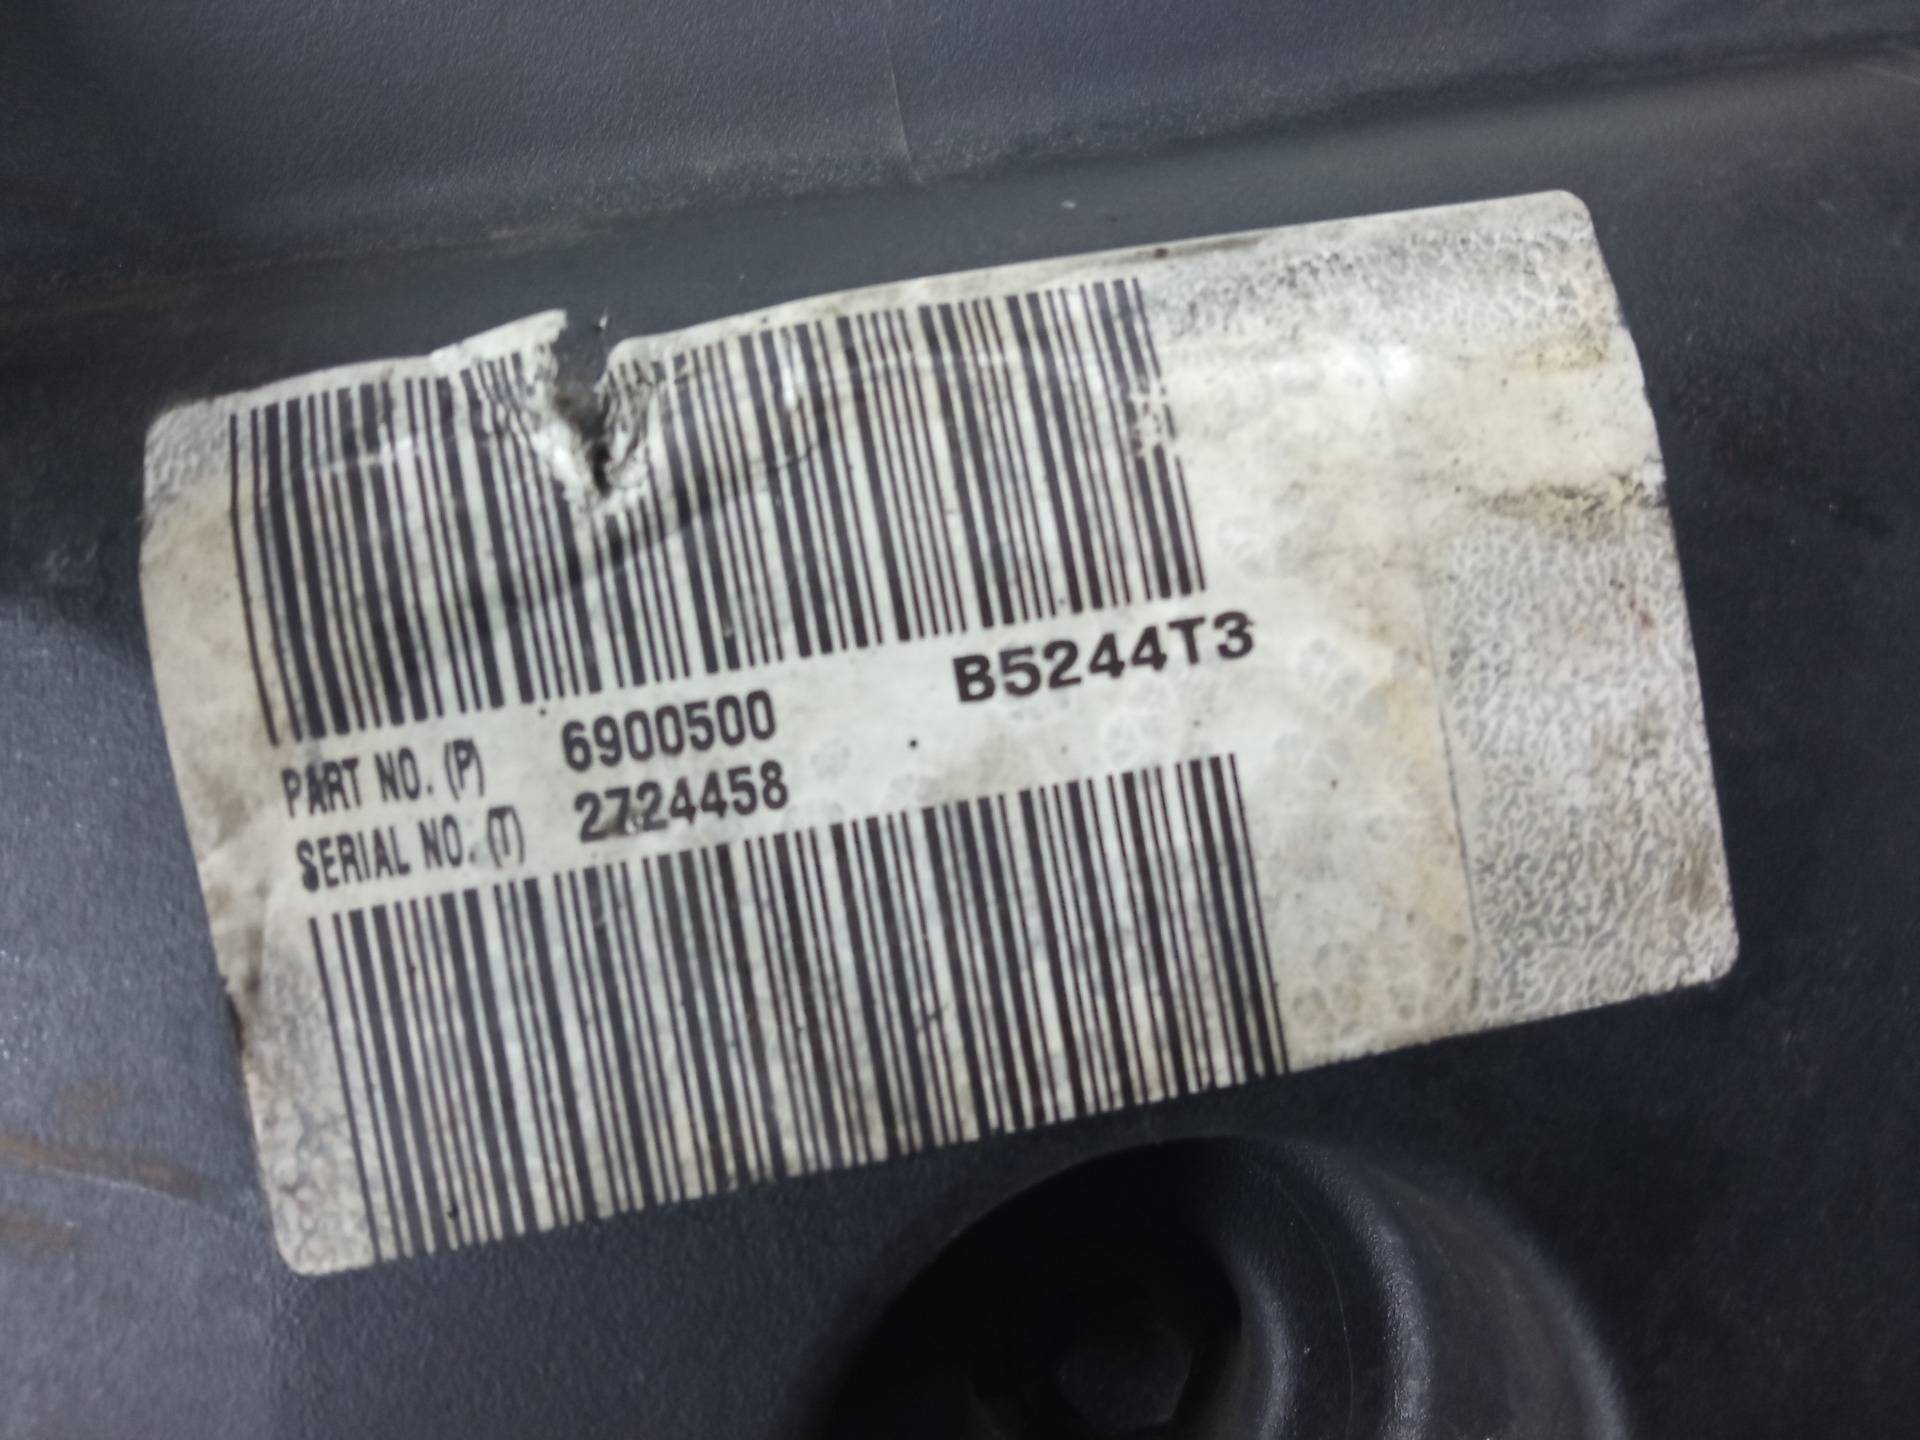 B5244T3
PART NO. (P) 6900500
SERIAL NO. (T) 2724458